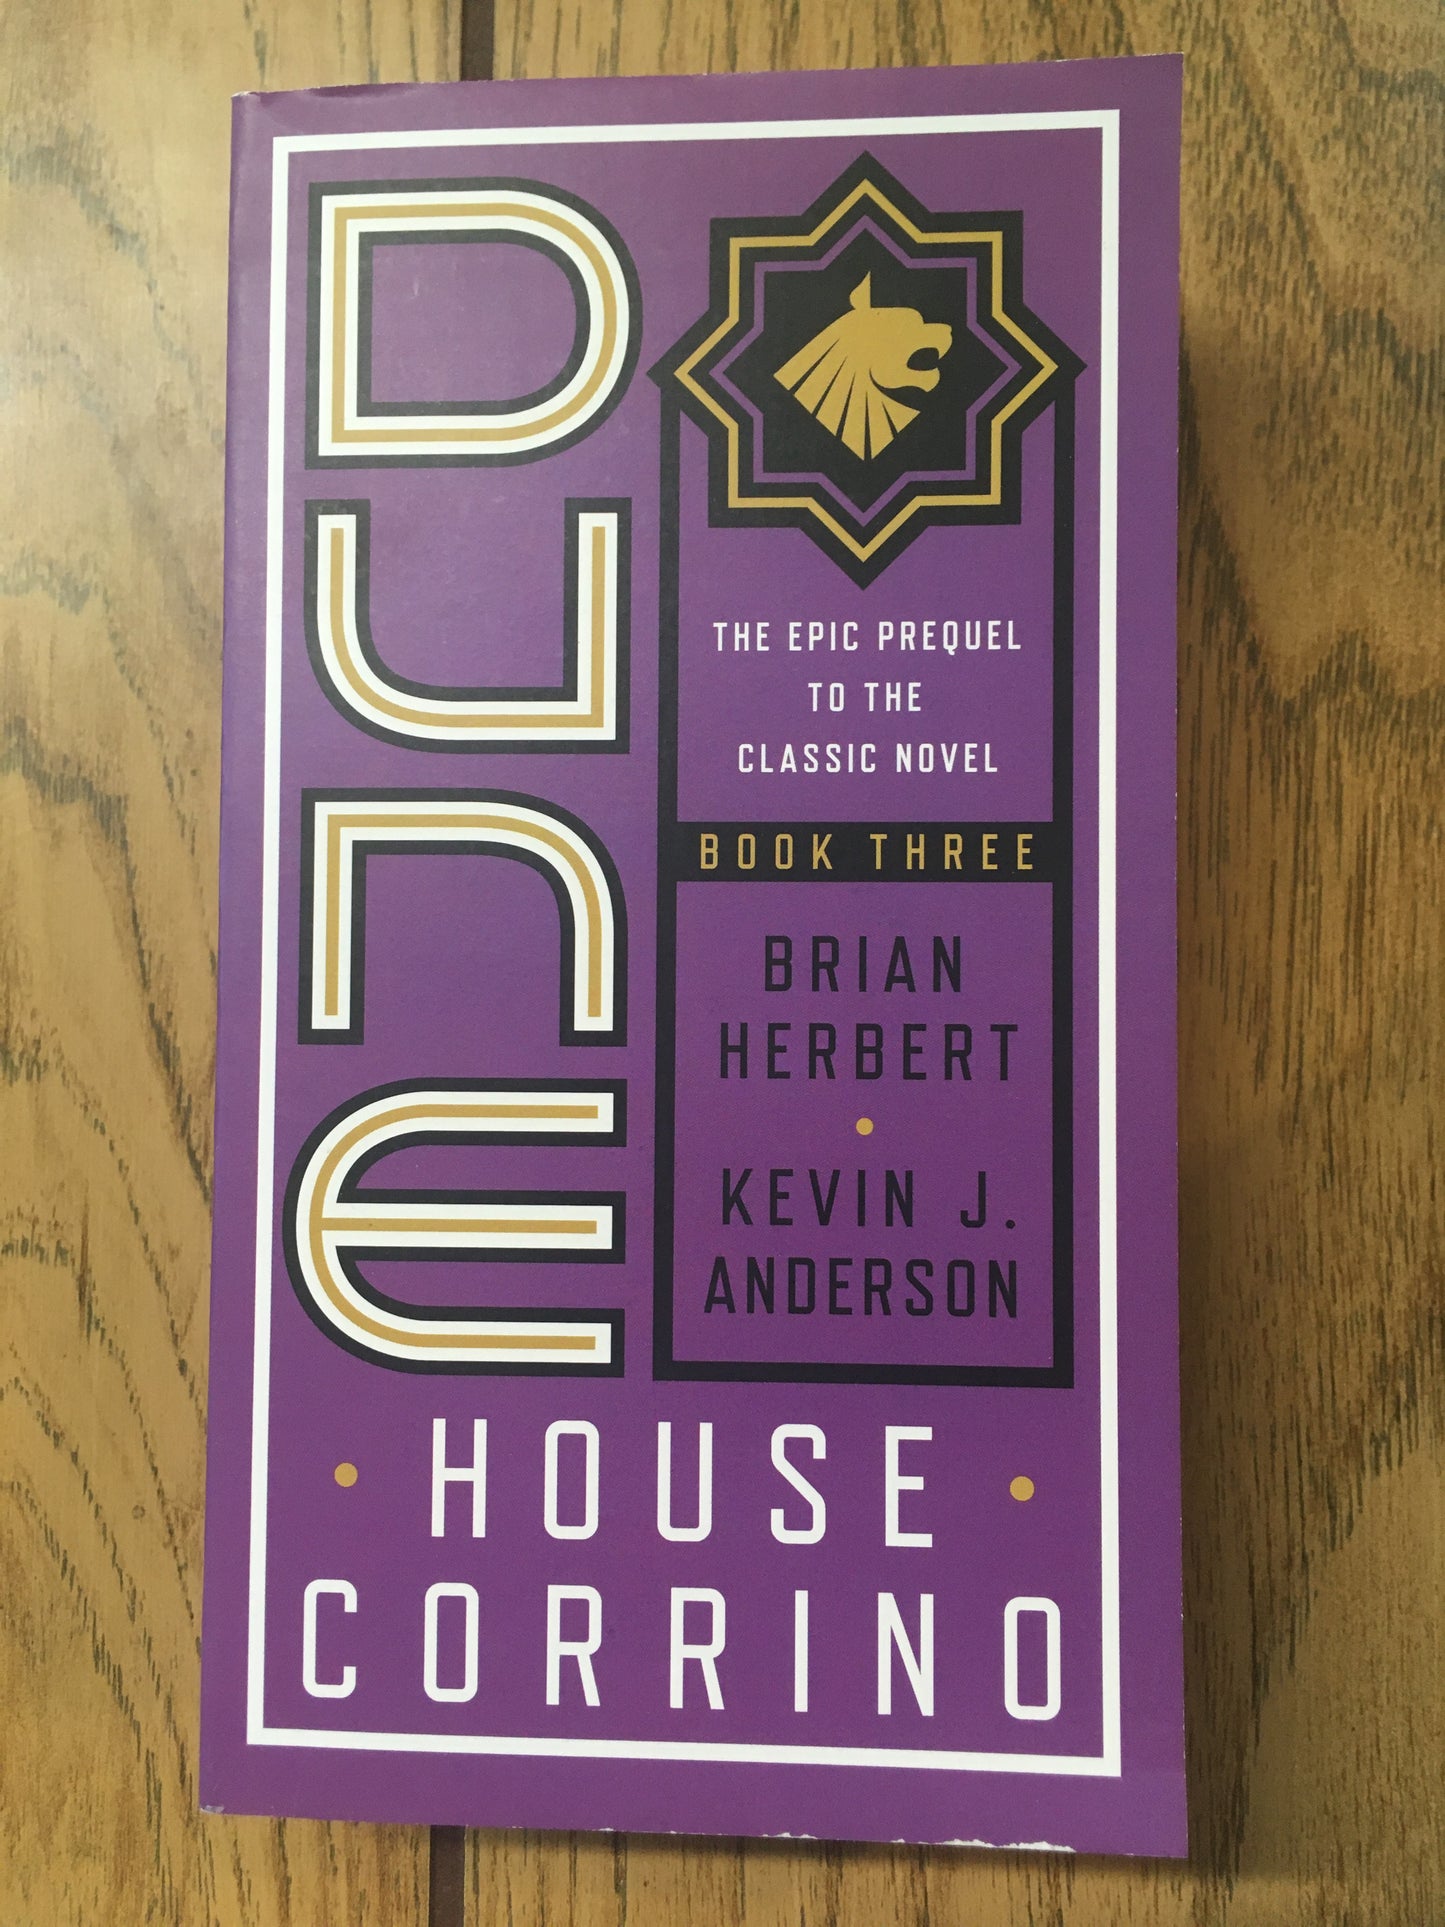 DUNE
THE EPIC PREQUEL
TO THE
CLASSIC NOVEL
BOOK THREE
BRIAN
HERBERT
KEVIN J.
ANDERSON
HOUSE
CORRINO